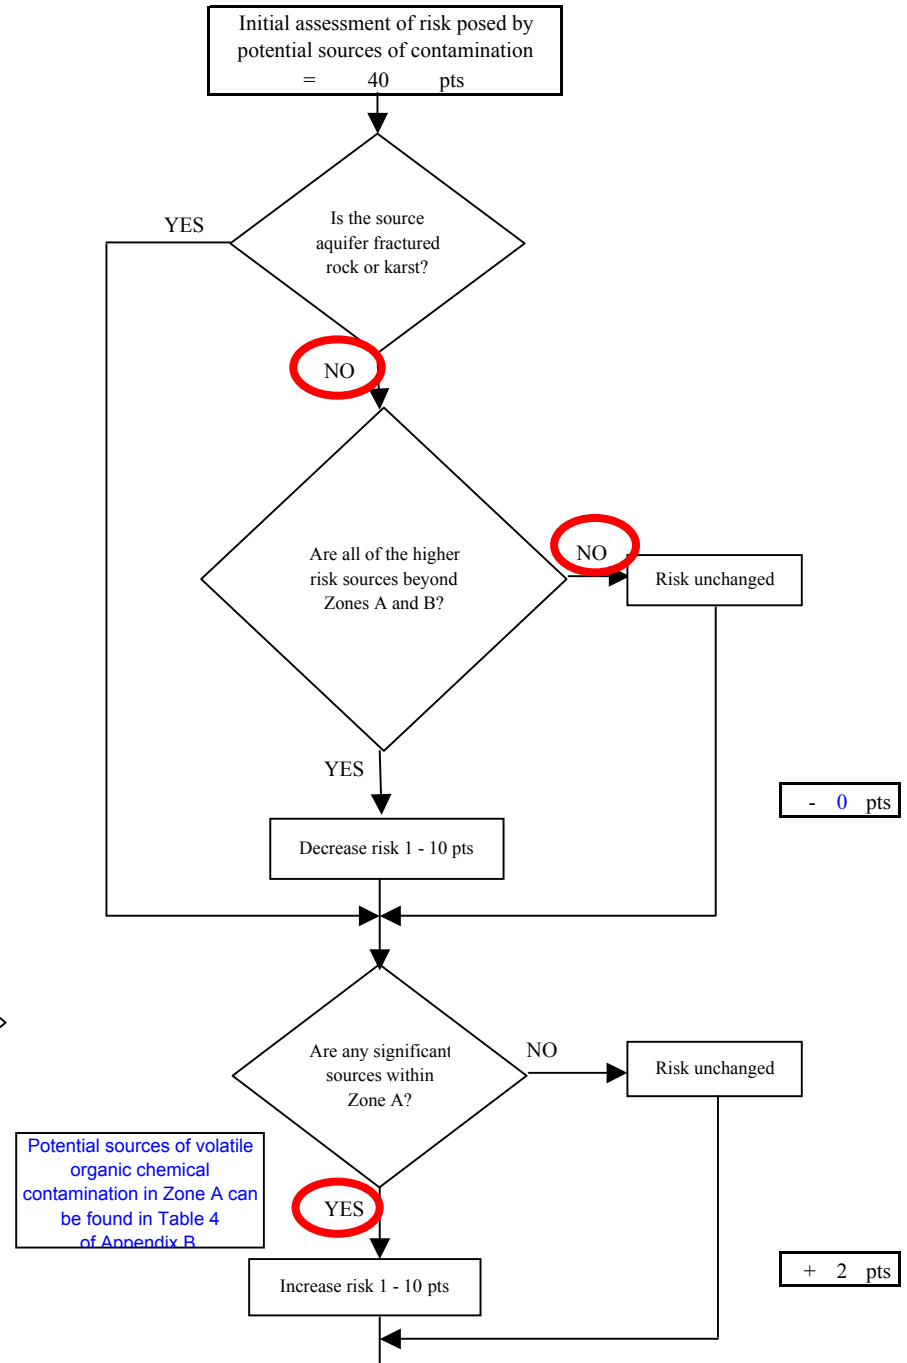 Initial assessment of risk posed by
potential sources of contamination
= 40 pts
YES
Is the source
aquifer fractured
rock or karst?
NO
Are all of the higher
risk sources beyond
Zones A and B?
NO
Risk unchanged
YES
- 0 pts
Decrease risk 1 - 10 pts
Are any significant
sources within
Zone A?
NO
Risk unchanged
Potential sources of volatile
organic chemical
contamination in Zone A can
be found in Table 4
of Appendix B
YES
Increase risk 1 - 10 pts
+ 2 pts